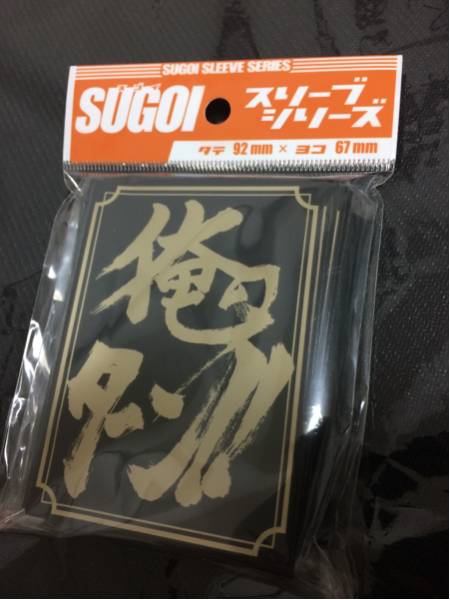 SUGOI SLEEVE SERIES
SUGOI
スリーブ
シリーズ
タテ 92mm × ヨコ 67mm
俺の
ターン!!